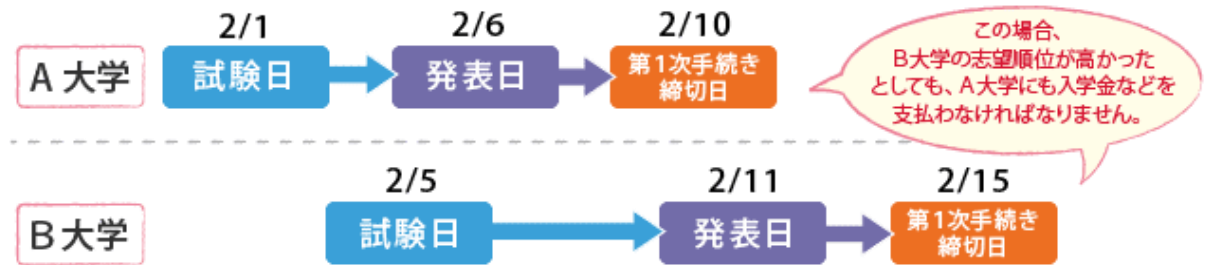 2/1
2/6
2/10
A 大学
試験日
発表日
第1次手続き
締切日
この場合、
B大学の志望順位が高かった
としても、A大学にも入学金などを
支払わなければなりません。
2/5
2/11
2/15
B大学
試験日
発表日
第1次手続き
締切日